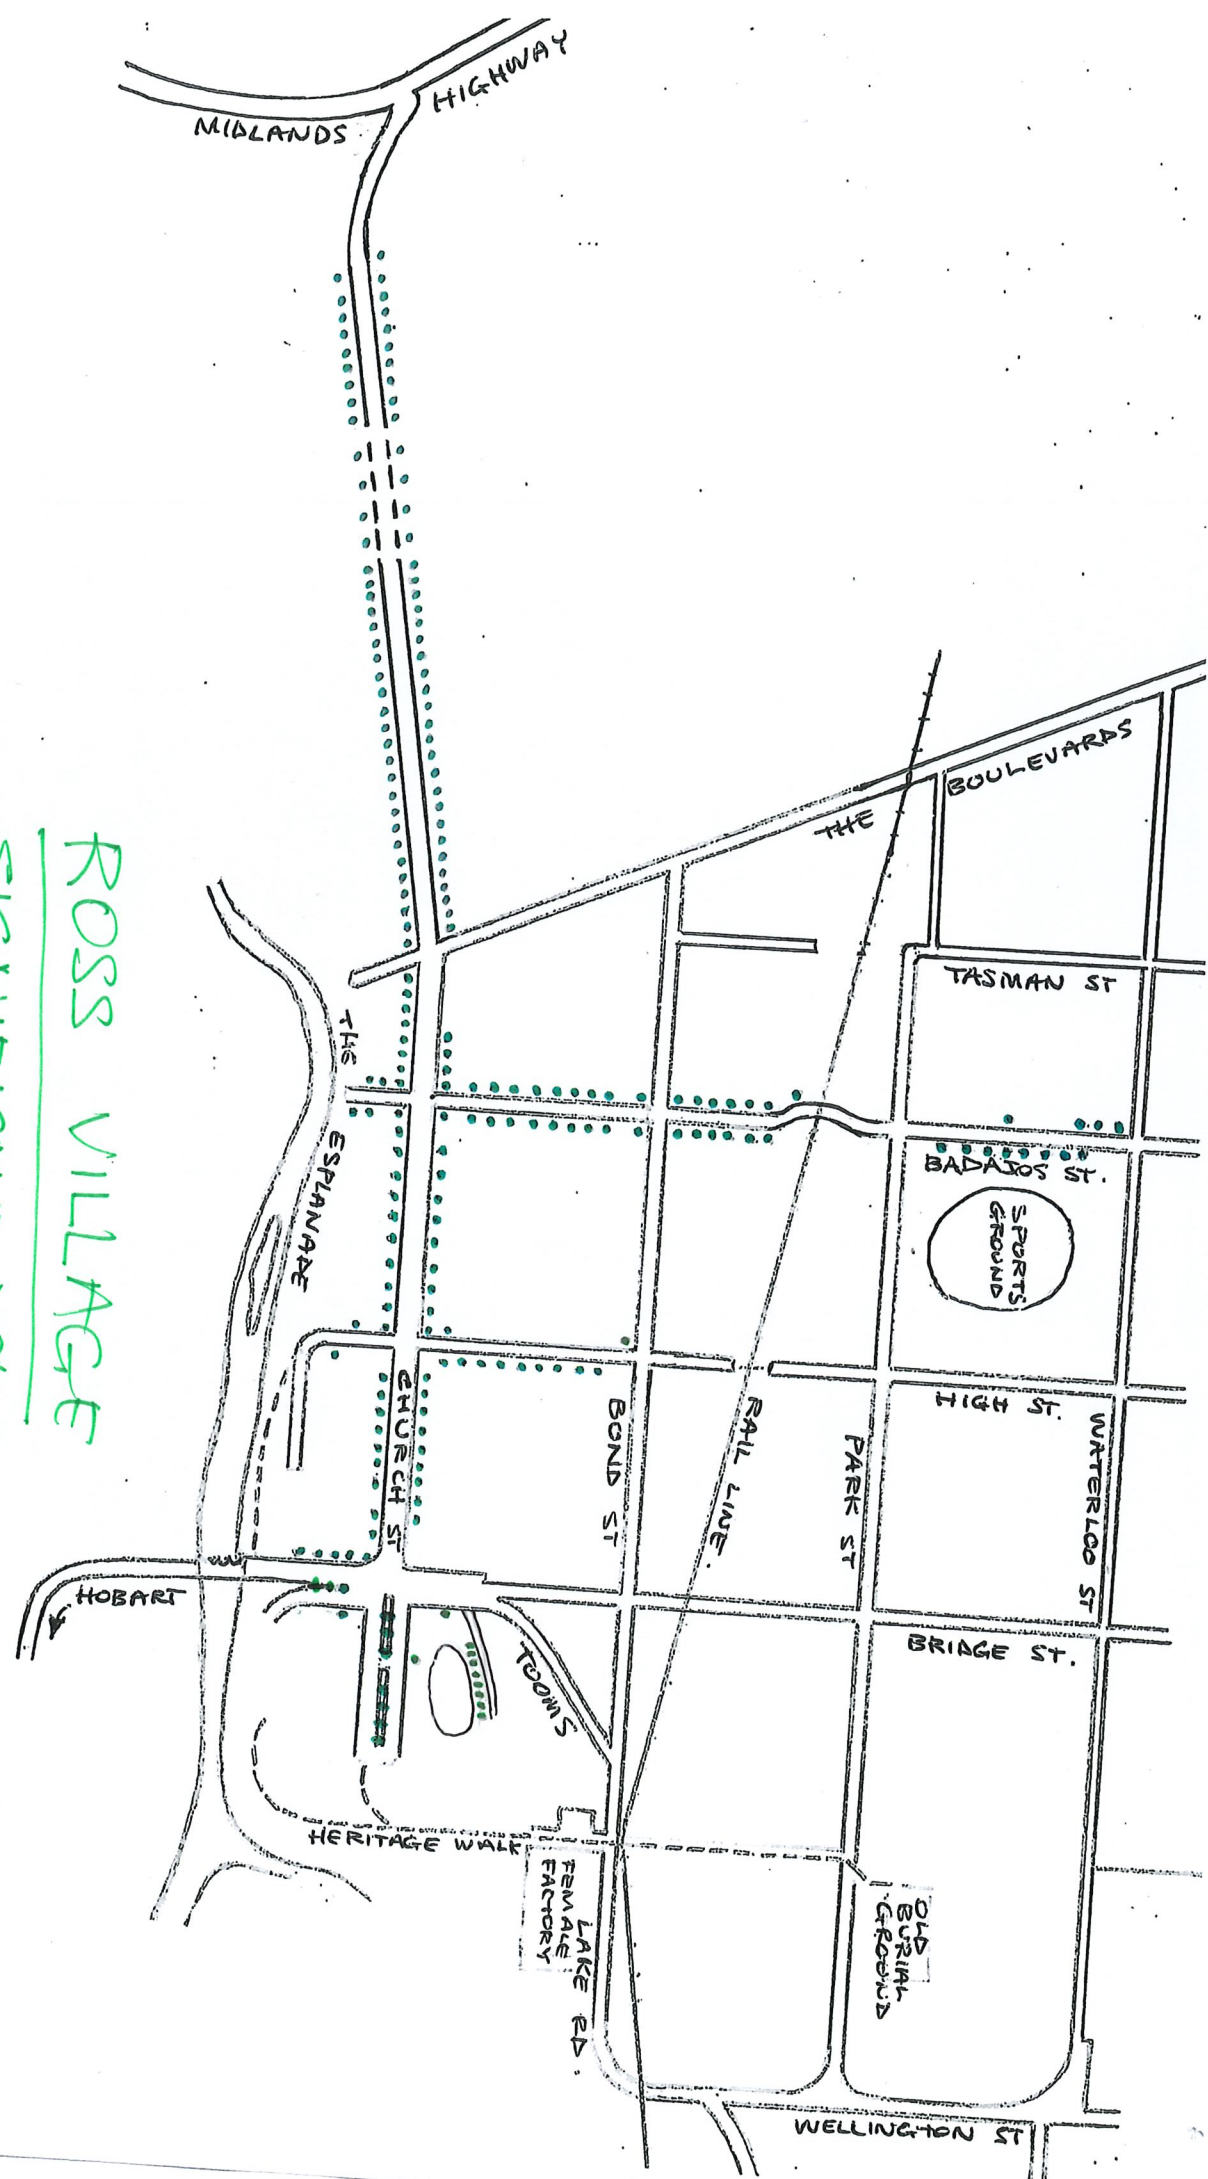 MIDLANDS
HIGHWAY
THE
BOULEVARDS
TASMAN ST
THE
ESPLANADE
BADAJOS ST.
SPORTS
GROUND
CHURCH ST
BOND ST
RAIL LINE.
PARK ST
HIGH ST.
WATERLOO ST
HOBART
BRIDGE ST.
TOOMS
LAKE RD.
HERITAGE WALK
FEMALE
FACTORY
OLD
BURIAL
GROUND
WELLINGTON ST
ROSS VILLAGE